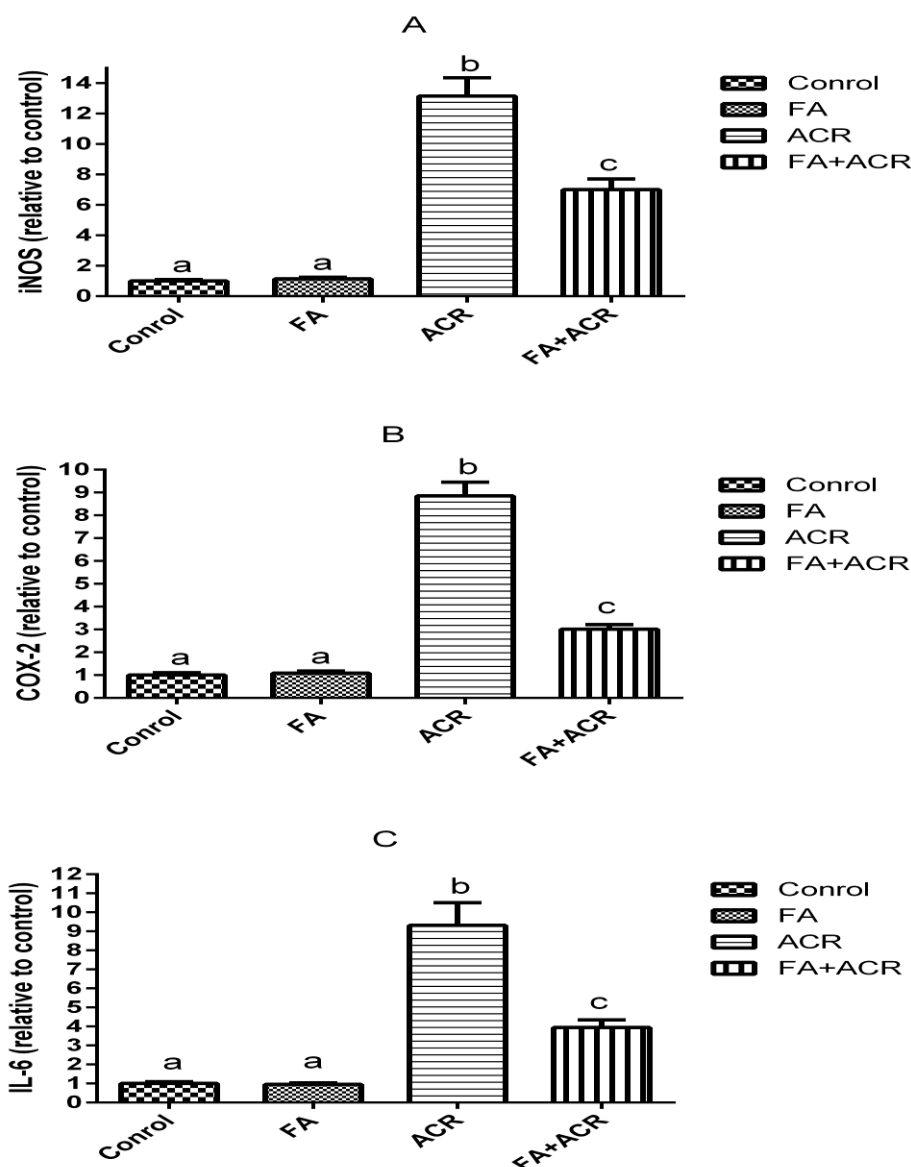 A
iNOS (relative to control)
14
12
10
8
6
4
2
0
a
a
b
c
Conrol
FA
ACR
FA+ACR
Conrol
FA
ACR
FA+ACR
B
COX-2 (relative to control)
10
9
8
7
6
5
4
3
2
1
0
a
a
b
c
Conrol
FA
ACR
FA+ACR
Conrol
FA
ACR
FA+ACR
C
IL-6 (relative to control)
12
11
10
9
8
7
6
5
4
3
2
1
0
a
a
b
c
Conrol
FA
ACR
FA+ACR
Conrol
FA
ACR
FA+ACR